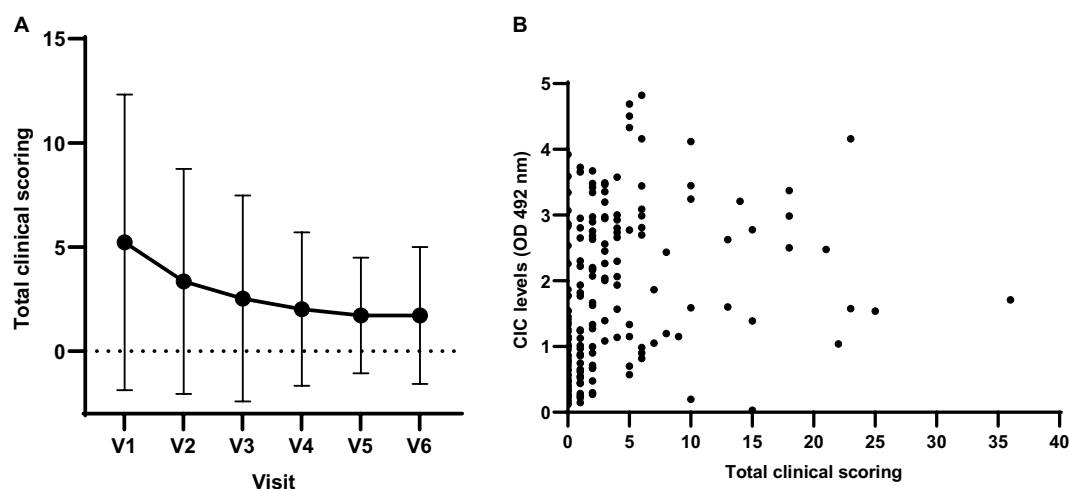 A
Total clinical scoring
15
10
5
0
V1 V2 V3 V4 V5 V6
Visit
B
CIC levels (OD 492 nm)
5
4
3
2
1
0
0 5 10 15 20 25 30 35 40
Total clinical scoring